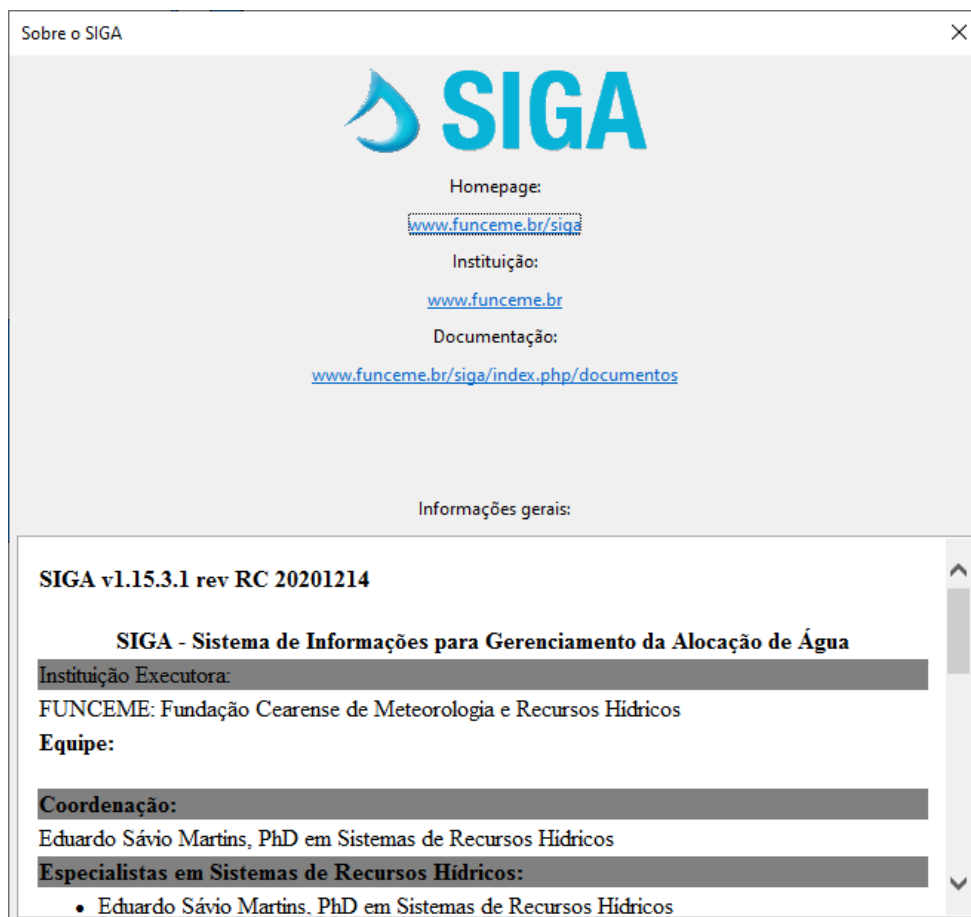 Sobre o SIGA
SIGA
Homepage:
www.funceme.br/siga
Instituição:
www.funceme.br
Documentação:
www.funceme.br/siga/index.php/documentos
Informações gerais:
SIGA v1.15.3.1 rev RC 20201214
SIGA - Sistema de Informações para Gerenciamento da Alocação de Água
Instituição Executora:
FUNCEME: Fundação Cearense de Meteorologia e Recursos Hídricos
Equipe:
Coordenação:
Eduardo Sávio Martins, PhD em Sistemas de Recursos Hídricos
Especialistas em Sistemas de Recursos Hídricos:
• Eduardo Sávio Martins, PhD em Sistemas de Recursos Hídricos